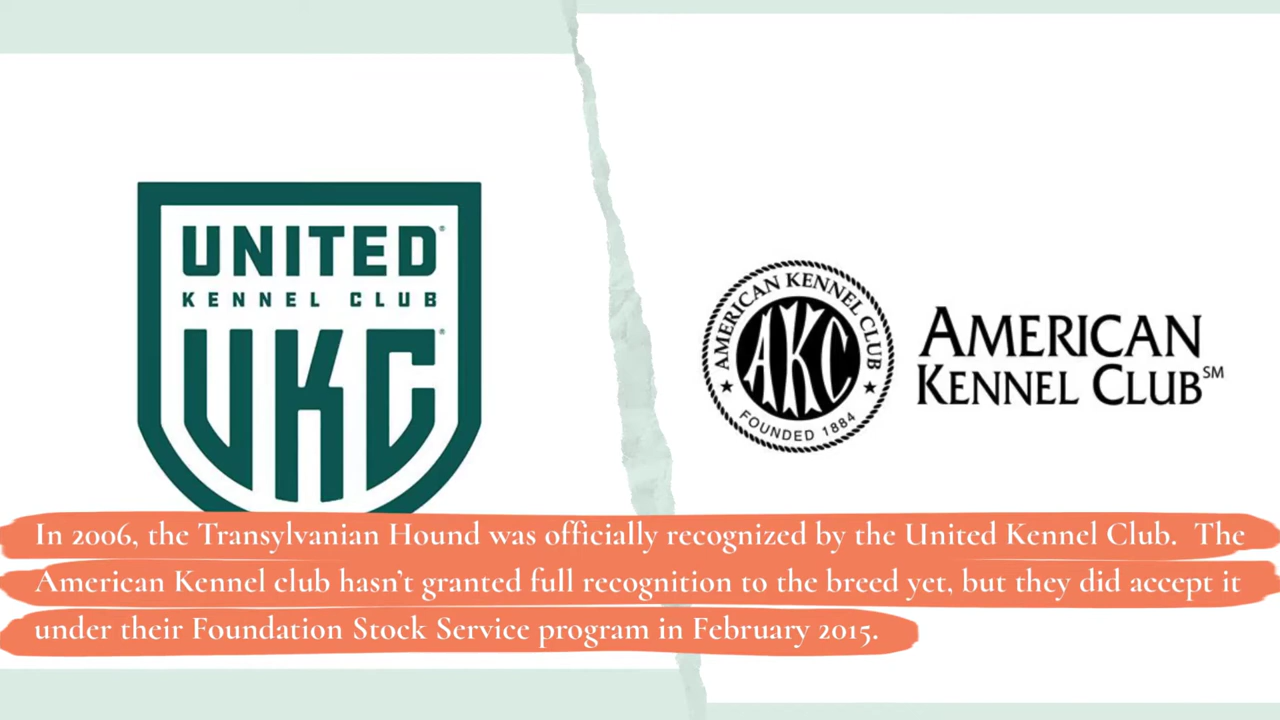 UNITED®
KENNEL CLUB
UKC®
AMERICAN KENNEL CLUB
AKC
FOUNDED 1884
AMERICAN
KENNEL CLUB℠
In 2006, the Transylvanian Hound was officially recognized by the United Kennel Club.  The
American Kennel club hasn’t granted full recognition to the breed yet, but they did accept it
under their Foundation Stock Service program in February 2015.